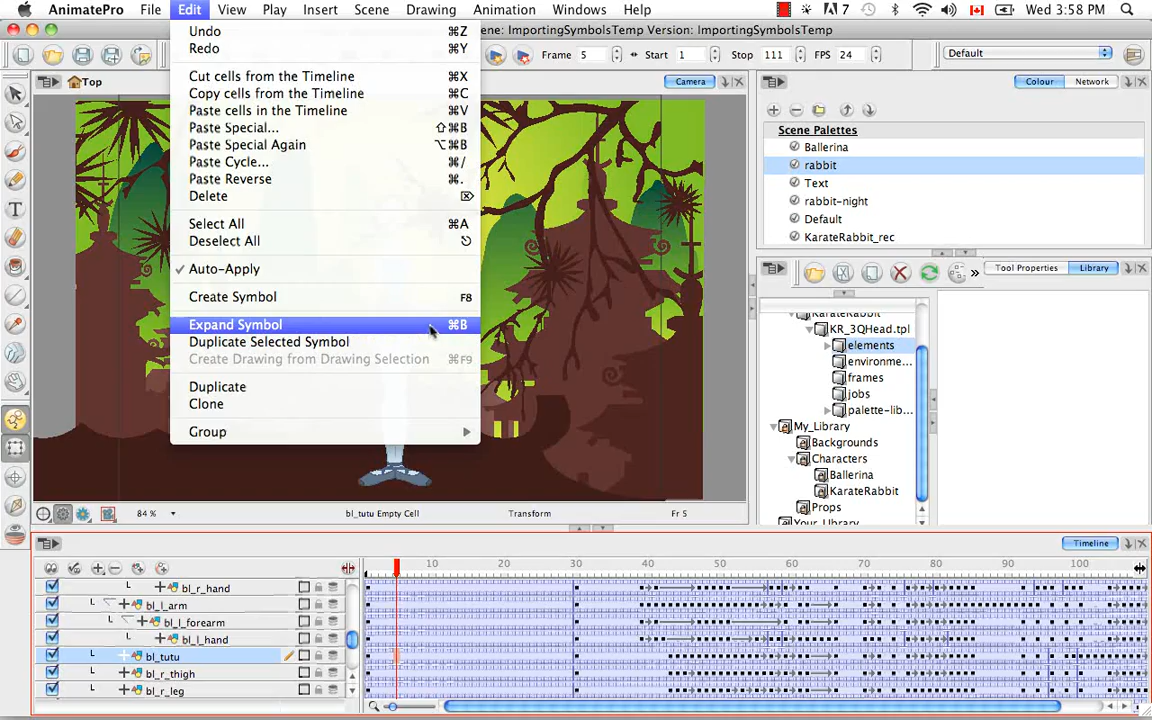 AnimatePro File Edit View Play Insert Scene Drawing Animation Windows Help 7 Wed 3:58 PM
ene: ImportingSymbolsTemp Version: ImportingSymbolsTemp
Frame 5 Start 1 Stop 111 FPS 24 Default
Top
Camera
Undo ⌘Z
Redo ⌘Y
Cut cells from the Timeline ⌘X
Copy cells from the Timeline ⌘C
Paste cells in the Timeline ⌘V
Paste Special... ⇧⌘B
Paste Special Again ⌥⌘B
Paste Cycle... ⌘/
Paste Reverse ⌘.
Delete ⌦
Select All ⌘A
Deselect All
✓ Auto-Apply
Create Symbol F8
Expand Symbol ⌘B
Duplicate Selected Symbol
Create Drawing from Drawing Selection ⌘F9
Duplicate
Clone
Group
Colour Network
Scene Palettes
Ballerina
rabbit
Text
rabbit-night
Default
KarateRabbit_rec
Tool Properties Library
KarateRabbit
KR_3QHead.tpl
elements
environme...
frames
jobs
palette-lib...
My_Library
Backgrounds
Characters
Ballerina
KarateRabbit
Props
Your_Library
84 % bl_tutu Empty Cell Transform Fr 5
Timeline
10 20 30 40 50 60 70 80 90 100
bl_r_hand
bl_l_arm
bl_l_forearm
bl_l_hand
bl_tutu
bl_r_thigh
bl_r_leg